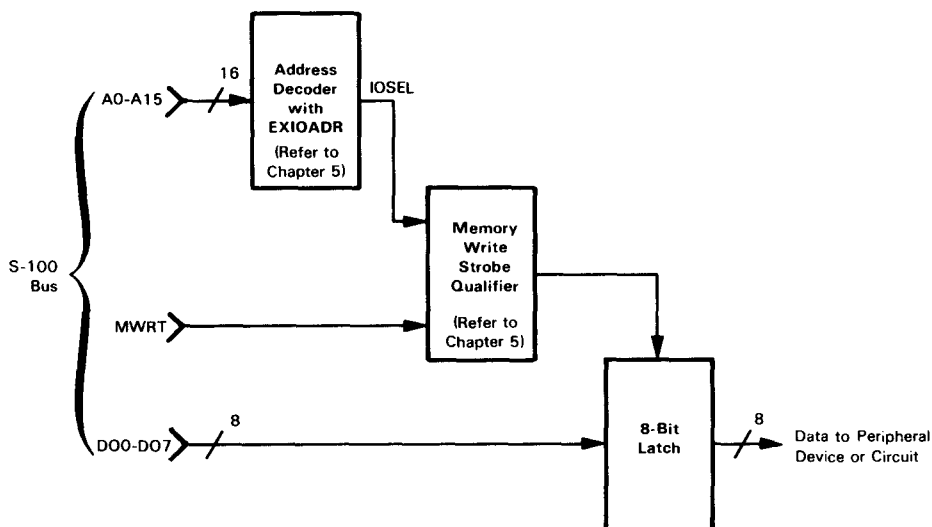 16
Address
Decoder
with
EXIOADR
(Refer to
Chapter 5)
IOSEL
A0-A15
Memory
Write
Strobe
Qualifier
(Refer to
Chapter 5)
S-100
Bus
MWRT
8
DO0-DO7
8-Bit
Latch
8
Data to Peripheral
Device or Circuit